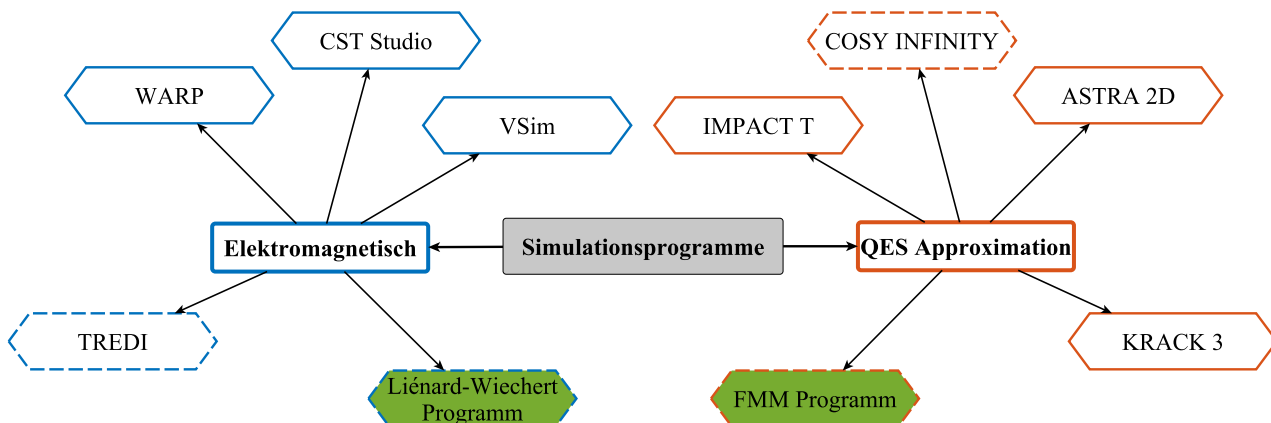 CST Studio
COSY INFINITY
WARP
ASTRA 2D
VSim
IMPACT T
Elektromagnetisch
Simulationsprogramme
QES Approximation
TREDI
KRACK 3
Liénard-Wiechert
Programm
FMM Programm